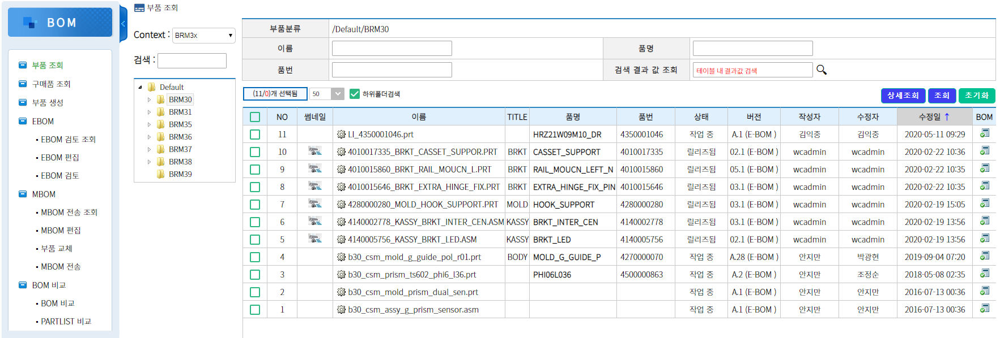 BOM
부품 조회
구매품 조회
부품 생성
EBOM
EBOM 검토 조회
EBOM 편집
EBOM 검토
MBOM
MBOM 전송 조회
MBOM 편집
부품 교체
MBOM 전송
BOM 비교
BOM 비교
PARTLIST 비교
부품 조회
Context : BRM3x
검색 :
Default
BRM30
BRM31
BRM35
BRM36
BRM37
BRM38
BRM39
부품분류 /Default/BRM30
이름 품명
품번 검색 결과 값 조회 테이블 내 결과값 검색
(11/0)개 선택됨 50 하위폴더검색 상세조회 조회 초기화
NO 썸네일 이름 TITLE 품명 품번 상태 버전 작성자 수정자 수정일 ↑ BOM
11 LI_4350001046.prt HRZ21W09M10_DR 4350001046 작업 중 A.1 (E-BOM ) 김익중 김익중 2020-05-11 09:29
10 4010017335_BRKT_CASSET_SUPPOR.PRT BRKT CASSET_SUPPORT 4010017335 릴리즈됨 02.1 (E-BOM ) wcadmin wcadmin 2020-02-22 10:36
9 4010015860_BRKT_RAIL_MOUCN_L.PRT BRKT RAIL_MOUCN_LEFT_N 4010015860 릴리즈됨 05.1 (E-BOM ) wcadmin wcadmin 2020-02-22 10:35
8 4010015646_BRKT_EXTRA_HINGE_FIX.PRT BRKT EXTRA_HINGE_FIX_PIN 4010015646 릴리즈됨 03.1 (E-BOM ) wcadmin wcadmin 2020-02-22 10:35
7 4280000280_MOLD_HOOK_SUPPORT.PRT MOLD HOOK_SUPPORT 4280000280 릴리즈됨 03.1 (E-BOM ) wcadmin wcadmin 2020-02-19 15:05
6 4140002778_KASSY_BRKT_INTER_CEN.ASM KASSY BRKT_INTER_CEN 4140002778 릴리즈됨 03.1 (E-BOM ) wcadmin wcadmin 2020-02-19 13:56
5 4140005756_KASSY_BRKT_LED.ASM KASSY BRKT_LED 4140005756 릴리즈됨 02.1 (E-BOM ) wcadmin wcadmin 2020-02-19 13:56
4 b30_csm_mold_g_guide_pol_r01.prt BODY MOLD_G_GUIDE_P 4270000070 작업 중 A.28 (E-BOM ) 안지만 박광현 2019-09-04 07:20
3 b30_csm_prism_ts602_phi6_l36.prt PHI06L036 4500000863 작업 중 A.2 (E-BOM ) 안지만 조정순 2018-05-08 02:35
2 b30_csm_mold_prism_dual_sen.prt 작업 중 A.1 (E-BOM ) 안지만 안지만 2016-07-13 00:36
1 b30_csm_assy_g_prism_sensor.asm 작업 중 A.1 (E-BOM ) 안지만 안지만 2016-07-13 00:36